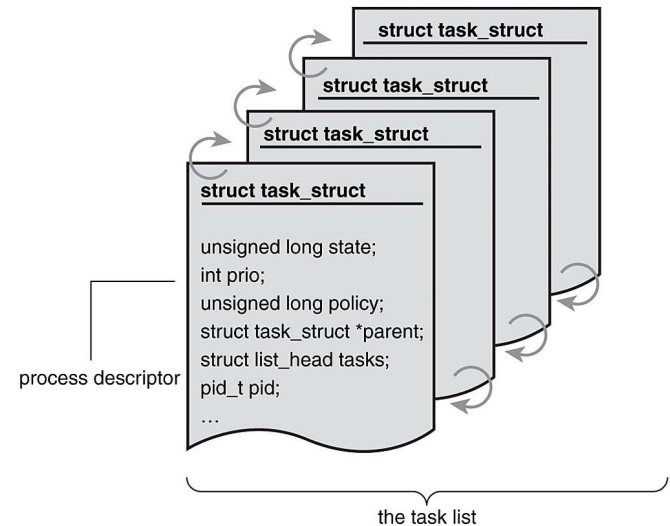 struct task_struct
struct task_struct
struct task_struct
struct task_struct
unsigned long state;
int prio;
unsigned long policy;
struct task_struct *parent;
struct list_head tasks;
pid_t pid;
…
process descriptor
the task list